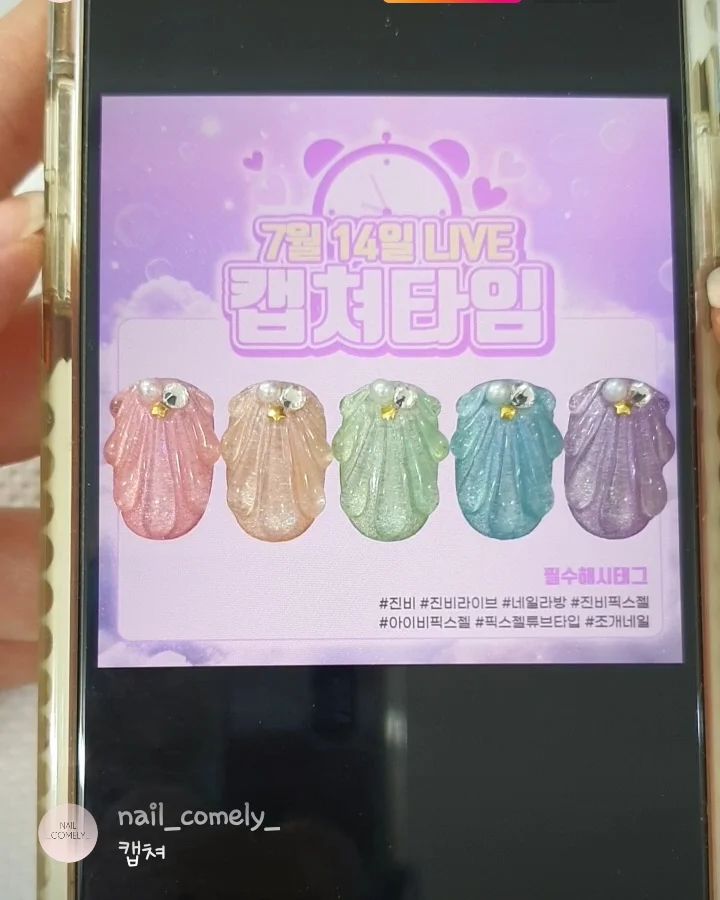 7월 14일 LIVE
캡쳐타임
필수해시태그
#진비 #진비라이브 #네일라방 #진비픽스젤
#아이비픽스젤 #픽스젤튜브타입 #조개네일
NAIL
_COMELY_
nail_comely_
캡쳐